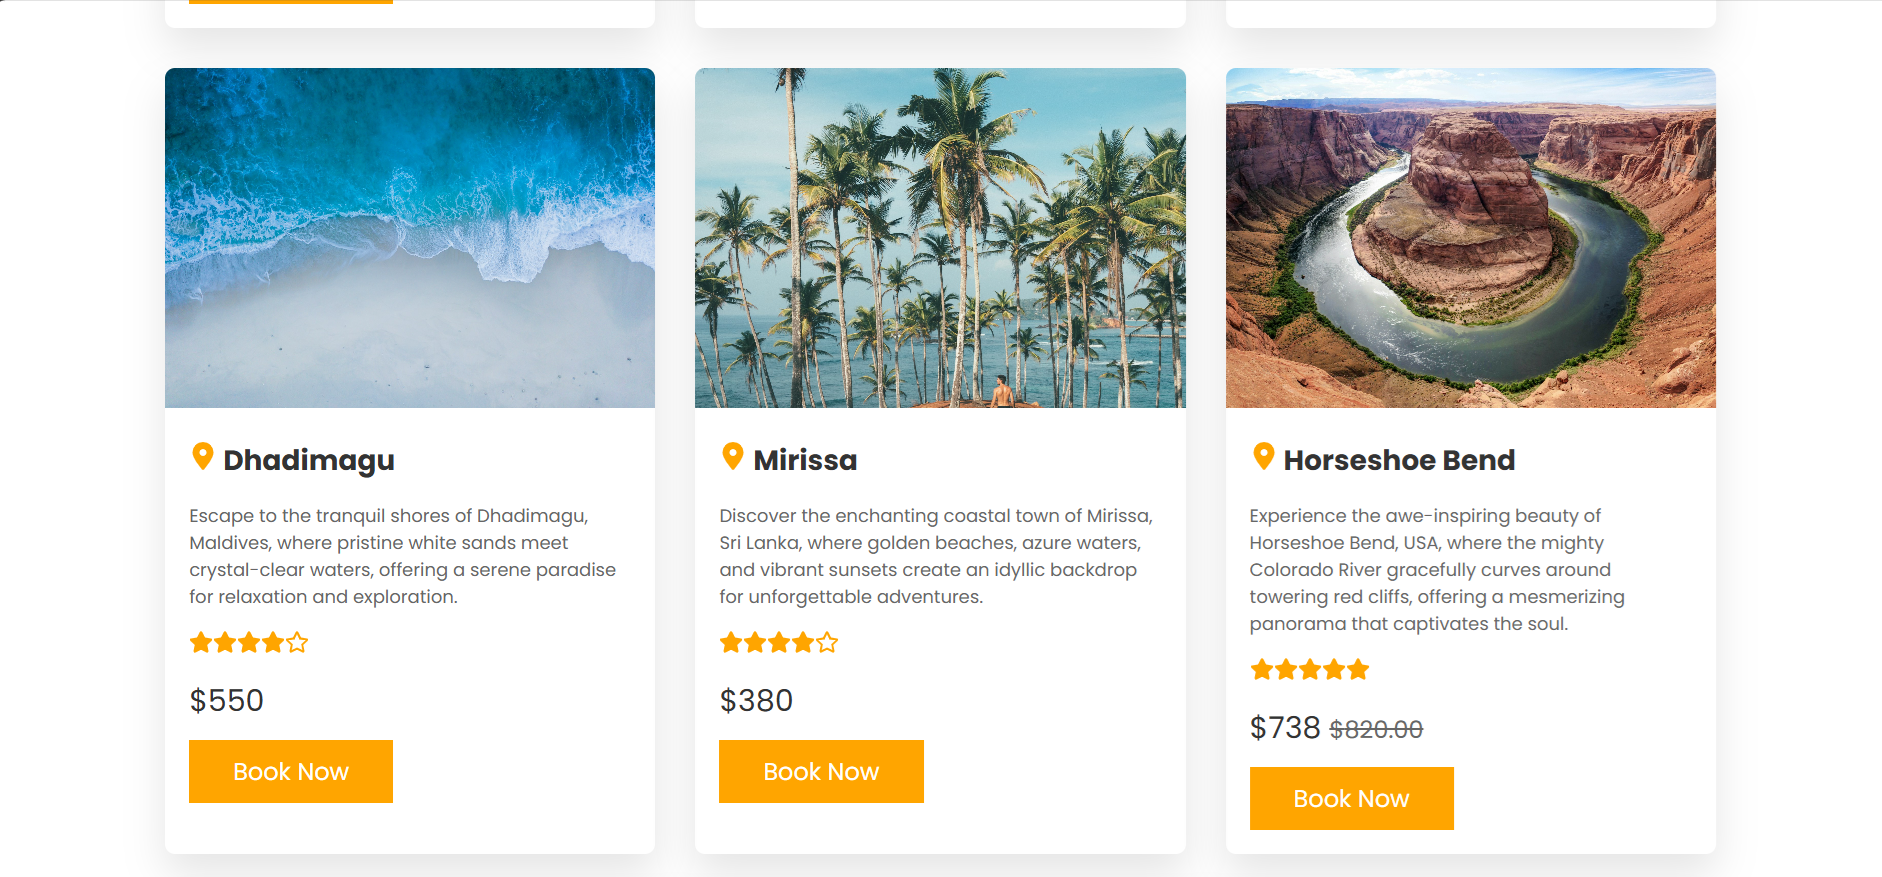 Dhadimagu
Escape to the tranquil shores of Dhadimagu,
Maldives, where pristine white sands meet
crystal-clear waters, offering a serene paradise
for relaxation and exploration.
$550
Book Now
Mirissa
Discover the enchanting coastal town of Mirissa,
Sri Lanka, where golden beaches, azure waters,
and vibrant sunsets create an idyllic backdrop
for unforgettable adventures.
$380
Book Now
Horseshoe Bend
Experience the awe-inspiring beauty of
Horseshoe Bend, USA, where the mighty
Colorado River gracefully curves around
towering red cliffs, offering a mesmerizing
panorama that captivates the soul.
$738 $820.00
Book Now